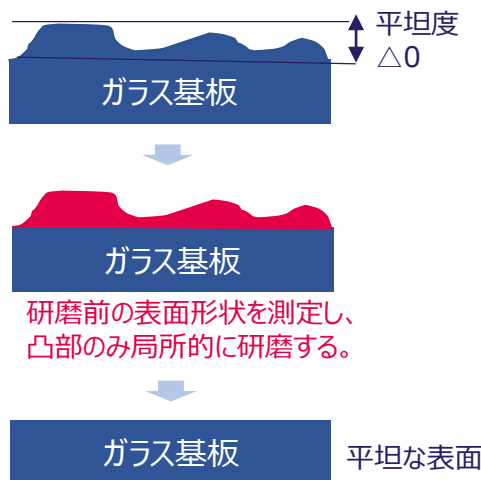 平坦度
△0
ガラス基板
ガラス基板
研磨前の表面形状を測定し、
凸部のみ局所的に研磨する。
ガラス基板
平坦な表面